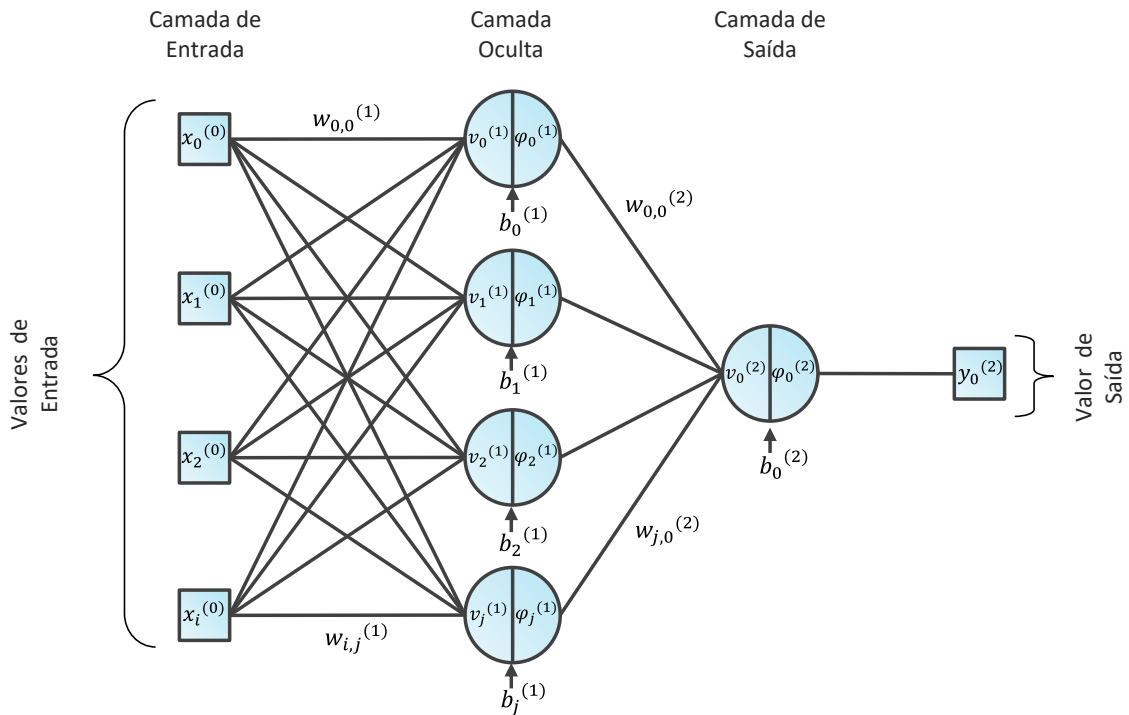 Camada de
Entrada
Camada
Oculta
Camada de
Saída
Valores de
Entrada
x₀⁽⁰⁾
w₀,₀⁽¹⁾
v₀⁽¹⁾ φ₀⁽¹⁾
b₀⁽¹⁾
w₀,₀⁽²⁾
x₁⁽⁰⁾
v₁⁽¹⁾ φ₁⁽¹⁾
b₁⁽¹⁾
v₀⁽²⁾ φ₀⁽²⁾
b₀⁽²⁾
y₀⁽²⁾
Valor de
Saída
x₂⁽⁰⁾
v₂⁽¹⁾ φ₂⁽¹⁾
b₂⁽¹⁾
wⱼ,₀⁽²⁾
xᵢ⁽⁰⁾
wᵢ,ⱼ⁽¹⁾
vⱼ⁽¹⁾ φⱼ⁽¹⁾
bⱼ⁽¹⁾